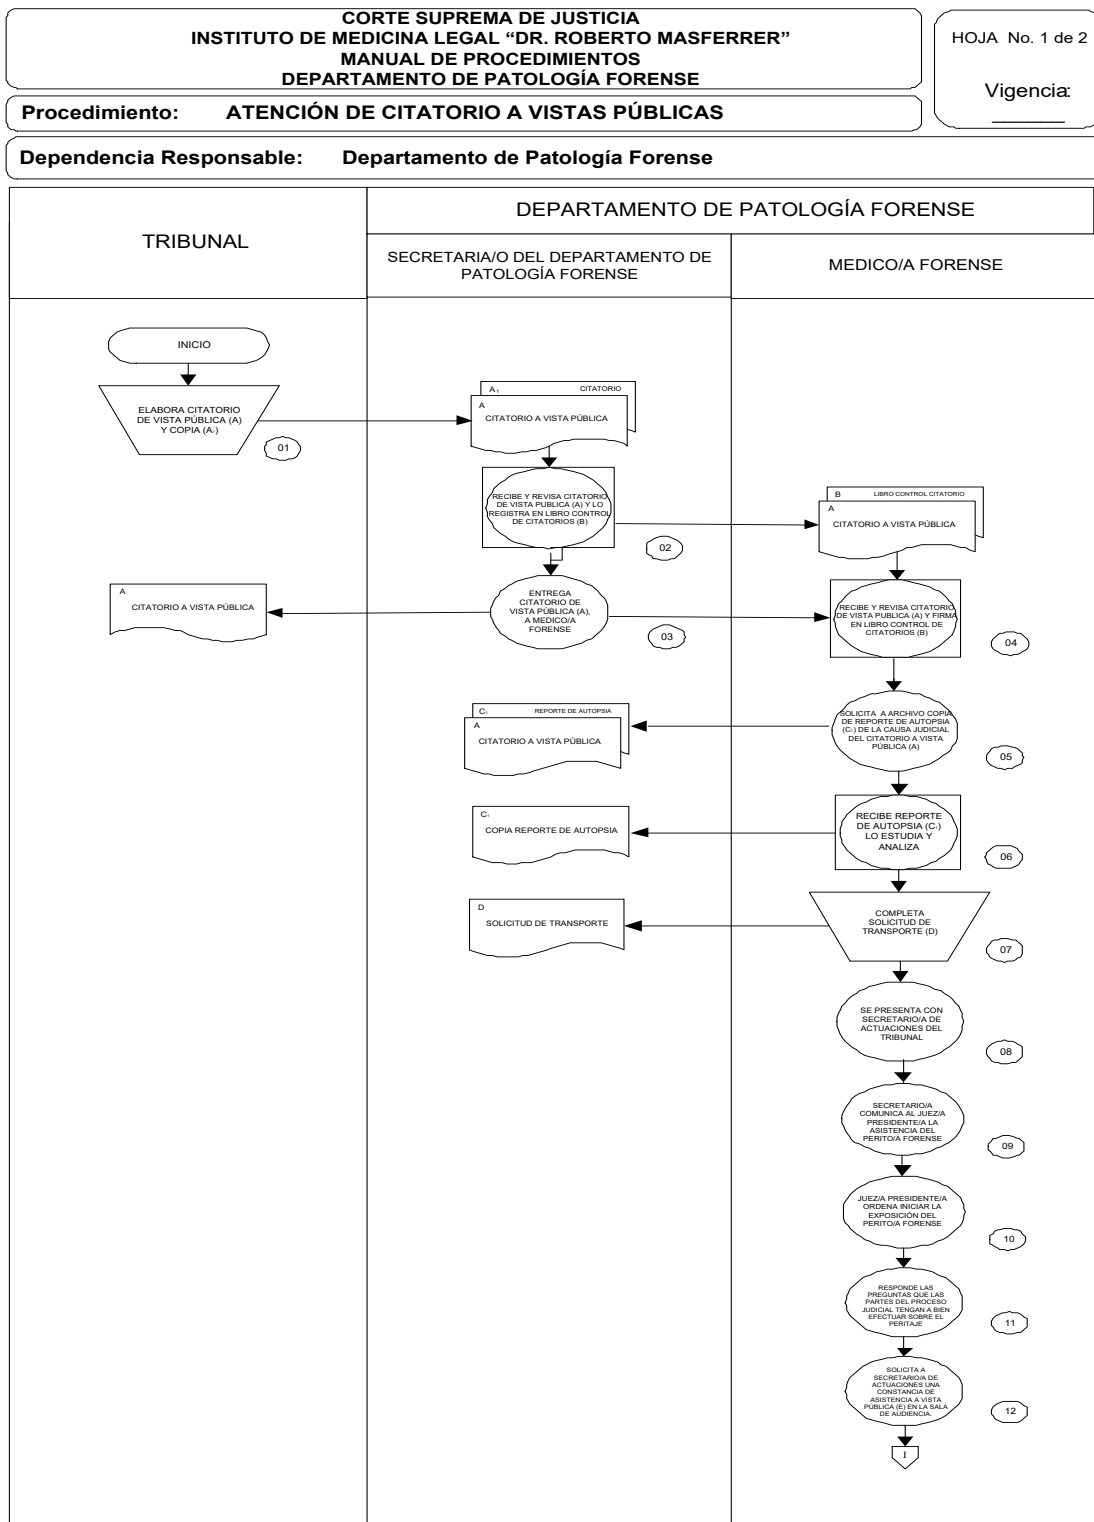 CORTE SUPREMA DE JUSTICIA
INSTITUTO DE MEDICINA LEGAL “DR. ROBERTO MASFERRER”
MANUAL DE PROCEDIMIENTOS
DEPARTAMENTO DE PATOLOGÍA FORENSE
HOJA No. 1 de 2
Vigencia:
Procedimiento: ATENCIÓN DE CITATORIO A VISTAS PÚBLICAS
Dependencia Responsable: Departamento de Patología Forense
TRIBUNAL
DEPARTAMENTO DE PATOLOGÍA FORENSE
SECRETARIA/O DEL DEPARTAMENTO DE
PATOLOGÍA FORENSE
MEDICO/A FORENSE
INICIO
ELABORA CITATORIO
DE VISTA PÚBLICA (A)
Y COPIA (A₁)
01
A₁ CITATORIO
A
CITATORIO A VISTA PÚBLICA
RECIBE Y REVISA CITATORIO
DE VISTA PUBLICA (A) Y LO
REGISTRA EN LIBRO CONTROL
DE CITATORIOS (B)
02
B LIBRO CONTROL CITATORIO
A
CITATORIO A VISTA PÚBLICA
A
CITATORIO A VISTA PÚBLICA
ENTREGA
CITATORIO DE
VISTA PÚBLICA (A),
A MEDICO/A
FORENSE
03
RECIBE Y REVISA CITATORIO
DE VISTA PUBLICA (A) Y FIRMA
EN LIBRO CONTROL DE
CITATORIOS (B)
04
C₁ REPORTE DE AUTOPSIA
A
CITATORIO A VISTA PÚBLICA
SOLICITA A ARCHIVO COPIA
DE REPORTE DE AUTOPSIA
(C₁) DE LA CAUSA JUDICIAL
DEL CITATORIO A VISTA
PÚBLICA (A)
05
C₁
COPIA REPORTE DE AUTOPSIA
RECIBE REPORTE
DE AUTOPSIA (C₁)
LO ESTUDIA Y
ANALIZA
06
D
SOLICITUD DE TRANSPORTE
COMPLETA
SOLICITUD DE
TRANSPORTE (D)
07
SE PRESENTA CON
SECRETARIO/A DE
ACTUACIONES DEL
TRIBUNAL
08
SECRETARIO/A
COMUNICA AL JUEZ/A
PRESIDENTE/A LA
ASISTENCIA DEL
PERITO/A FORENSE
09
JUEZ/A PRESIDENTE/A
ORDENA INICIAR LA
EXPOSICIÓN DEL
PERITO/A FORENSE
10
RESPONDE LAS
PREGUNTAS QUE LAS
PARTES DEL PROCESO
JUDICIAL TENGAN A BIEN
EFECTUAR SOBRE EL
PERITAJE
11
SOLICITA A
SECRETARIO/A DE
ACTUACIONES UNA
CONSTANCIA DE
ASISTENCIA A VISTA
PÚBLICA (E) EN LA SALA
DE AUDIENCIA.
12
I